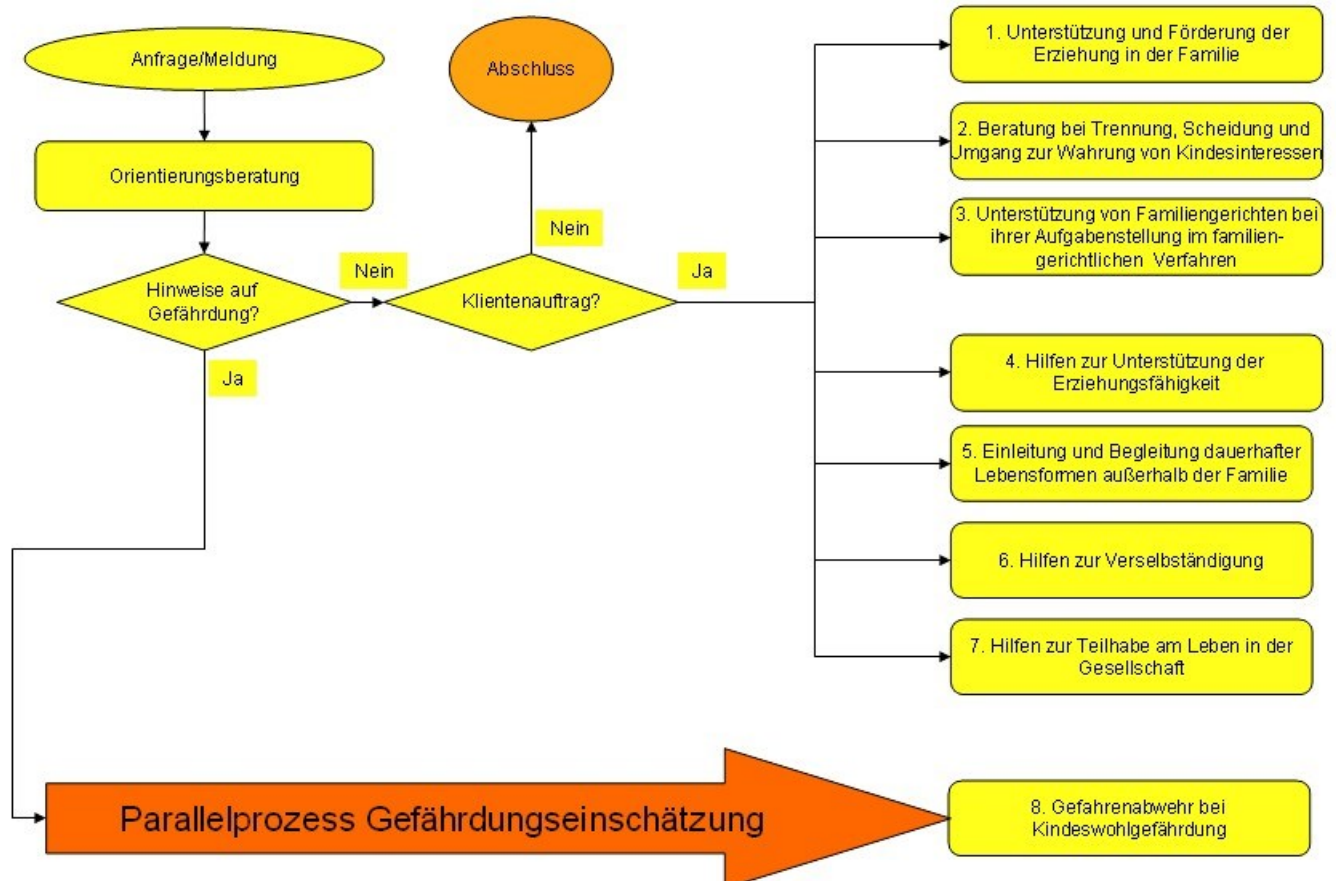 Anfrage/Meldung
Orientierungsberatung
Hinweise auf
Gefährdung?
Ja
Nein
Klientenauftrag?
Nein
Abschluss
Ja
1. Unterstützung und Förderung der
Erziehung in der Familie
2. Beratung bei Trennung, Scheidung und
Umgang zur Wahrung von Kindesinteressen
3. Unterstützung von Familiengerichten bei
ihrer Aufgabenstellung im familien-
gerichtlichen Verfahren
4. Hilfen zur Unterstützung der
Erziehungsfähigkeit
5. Einleitung und Begleitung dauerhafter
Lebensformen außerhalb der Familie
6. Hilfen zur Verselbständigung
7. Hilfen zur Teilhabe am Leben in der
Gesellschaft
Parallelprozess Gefährdungseinschätzung
8. Gefahrenabwehr bei
Kindeswohlgefährdung